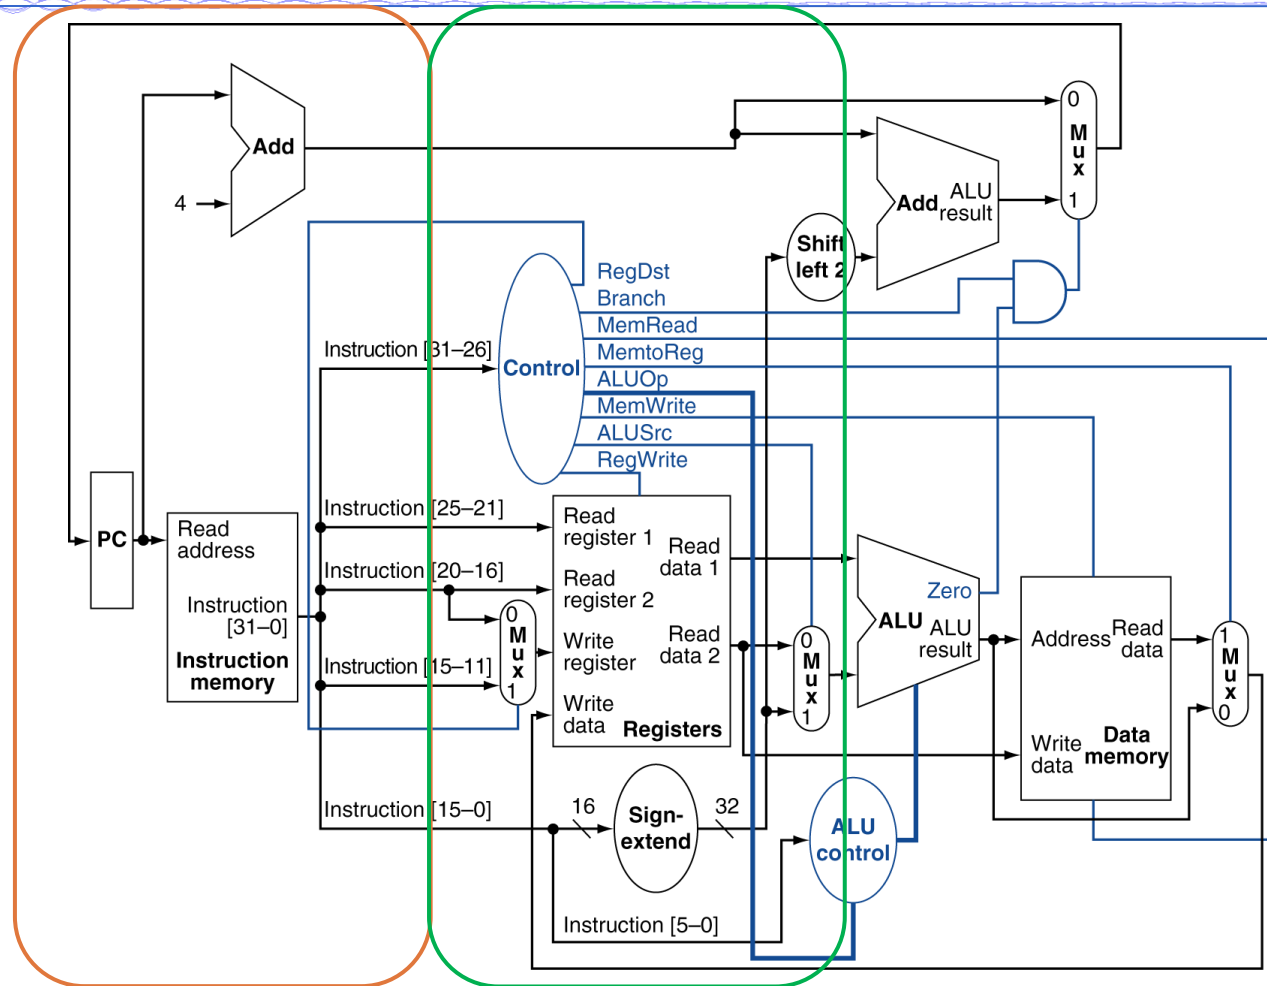 Add
4
0
Mux
1
Add
ALU
result
Shift
left 2
RegDst
Branch
MemRead
MemtoReg
ALUOp
MemWrite
ALUSrc
RegWrite
Control
Instruction [31–26]
Instruction [25–21]
Instruction [20–16]
Instruction [15–11]
Instruction [15–0]
PC
Read
address
Instruction
[31–0]
Instruction
memory
0
Mux
1
Read
register 1
Read
register 2
Write
register
Write
data
Read
data 1
Read
data 2
Registers
0
Mux
1
Zero
ALU
ALU
result
Address
Read
data
Write
data
Data
memory
1
Mux
0
16
Sign-
extend
32
ALU
control
Instruction [5–0]